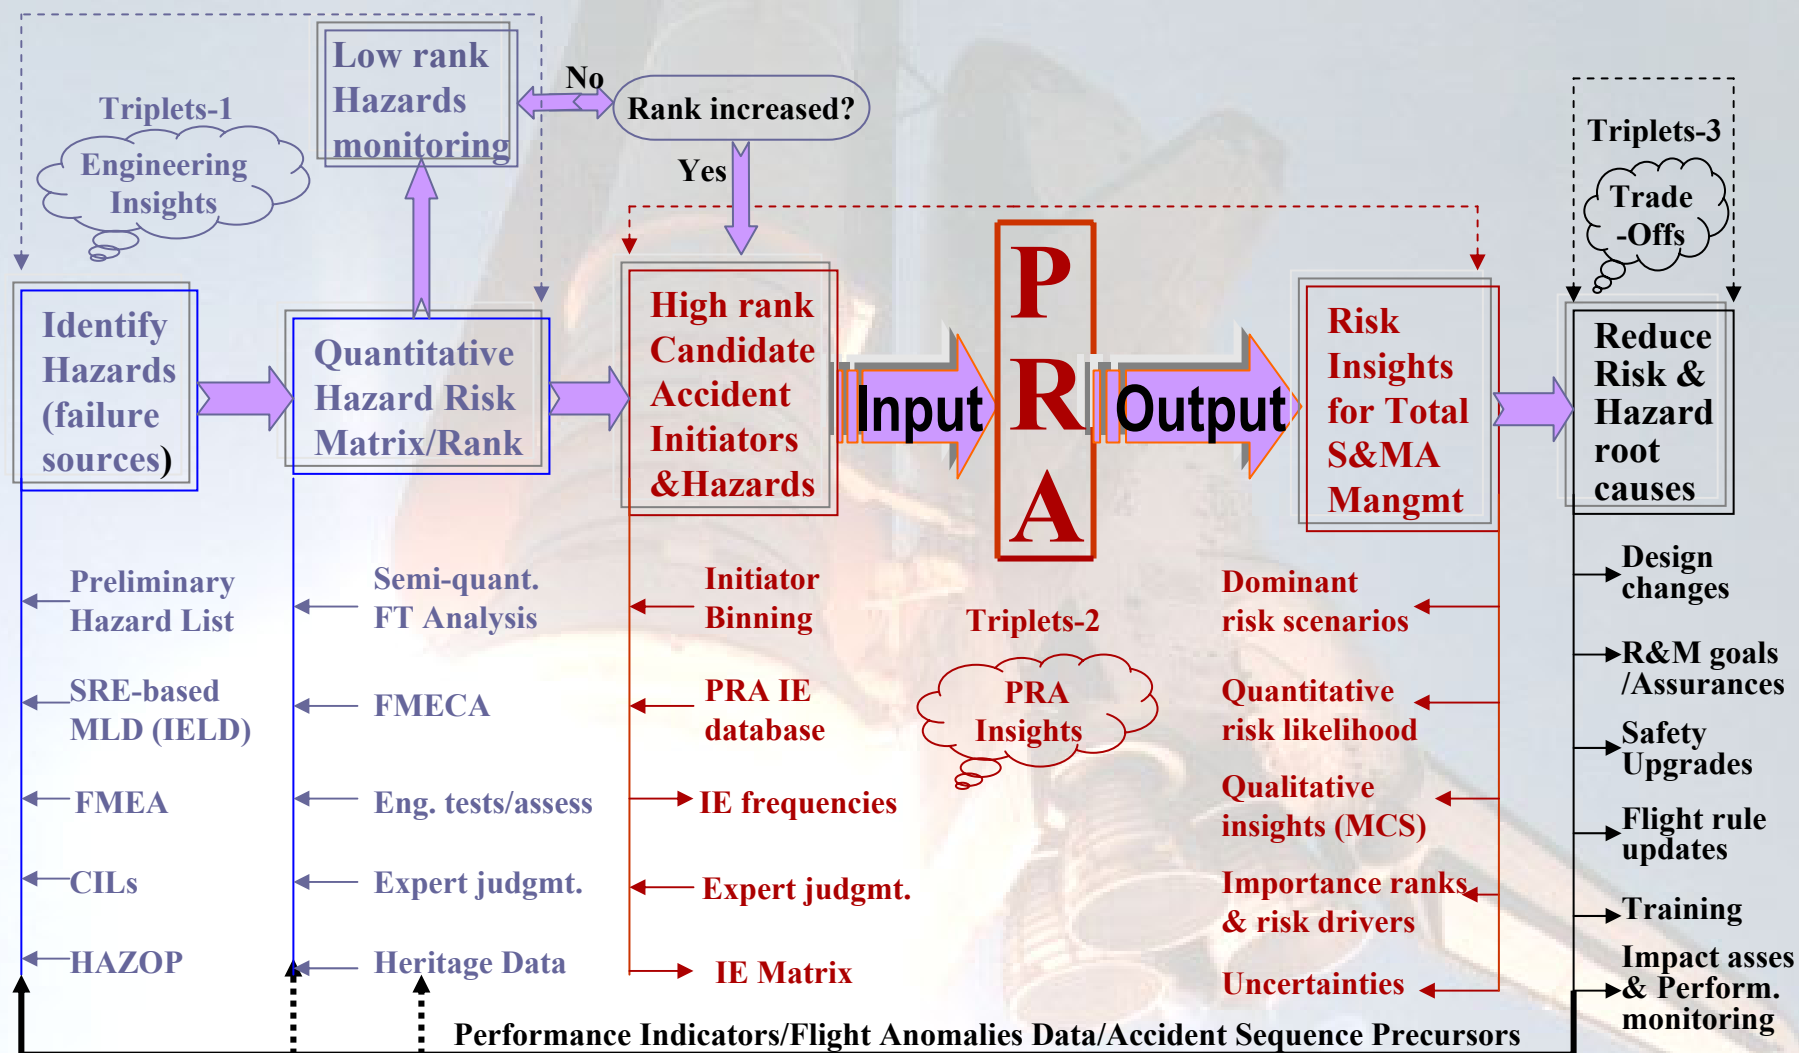 Low rank
Hazards
monitoring
No
Rank increased?
Yes
Triplets-1
Engineering
Insights
Triplets-3
Trade
-Offs
Identify
Hazards
(failure
sources)
Quantitative
Hazard Risk
Matrix/Rank
High rank
Candidate
Accident
Initiators
&Hazards
Input
P
R
A
Output
Risk
Insights
for Total
S&MA
Mangmt
Reduce
Risk &
Hazard
root
causes
Preliminary
Hazard List
SRE-based
MLD (IELD)
FMEA
CILs
HAZOP
Semi-quant.
FT Analysis
FMECA
Eng. tests/assess
Expert judgmt.
Heritage Data
Initiator
Binning
PRA IE
database
IE frequencies
Expert judgmt.
IE Matrix
Triplets-2
PRA
Insights
Dominant
risk scenarios
Quantitative
risk likelihood
Qualitative
insights (MCS)
Importance ranks
& risk drivers
Uncertainties
Design
changes
R&M goals
/Assurances
Safety
Upgrades
Flight rule
updates
Training
Impact asses
& Perform.
monitoring
Performance Indicators/Flight Anomalies Data/Accident Sequence Precursors